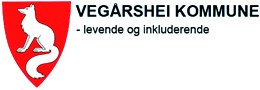 VEGÅRSHEI KOMMUNE
- levende og inkluderende